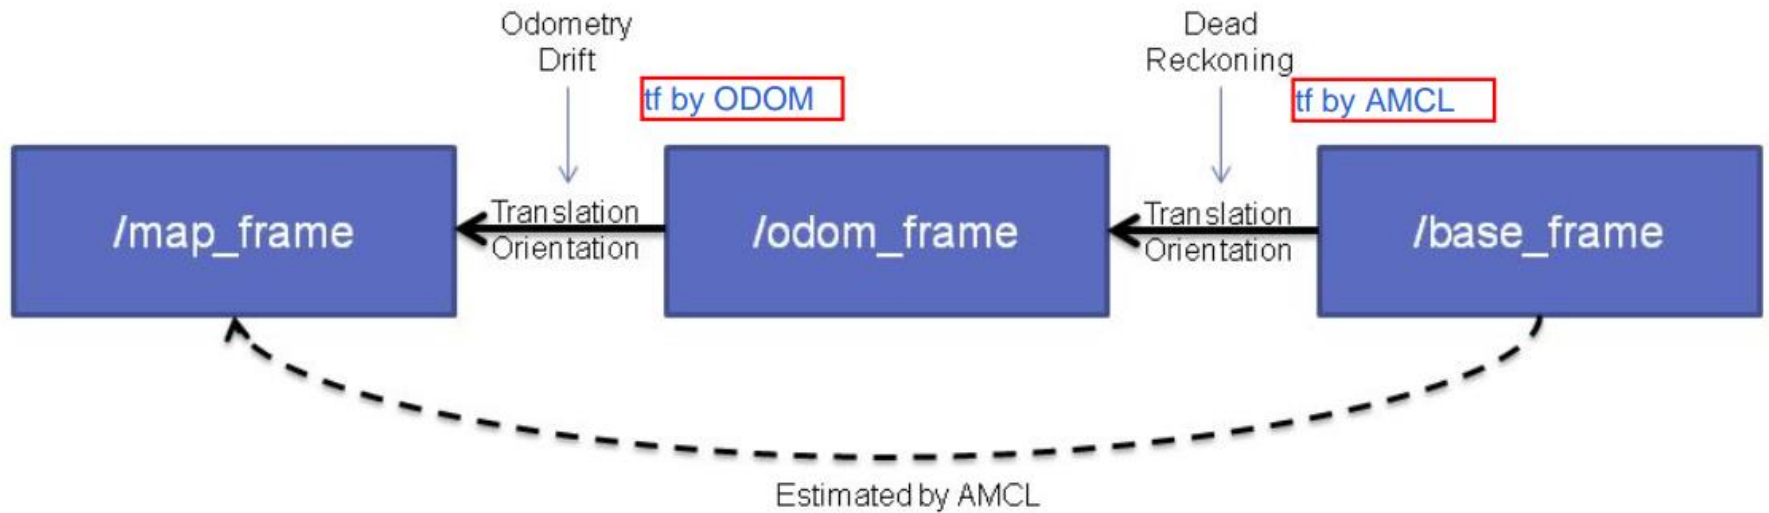 Odometry
Drift
tf by ODOM
Dead
Reckoning
tf by AMCL
/map_frame
Translation
Orientation
/odom_frame
Translation
Orientation
/base_frame
Estimated by AMCL